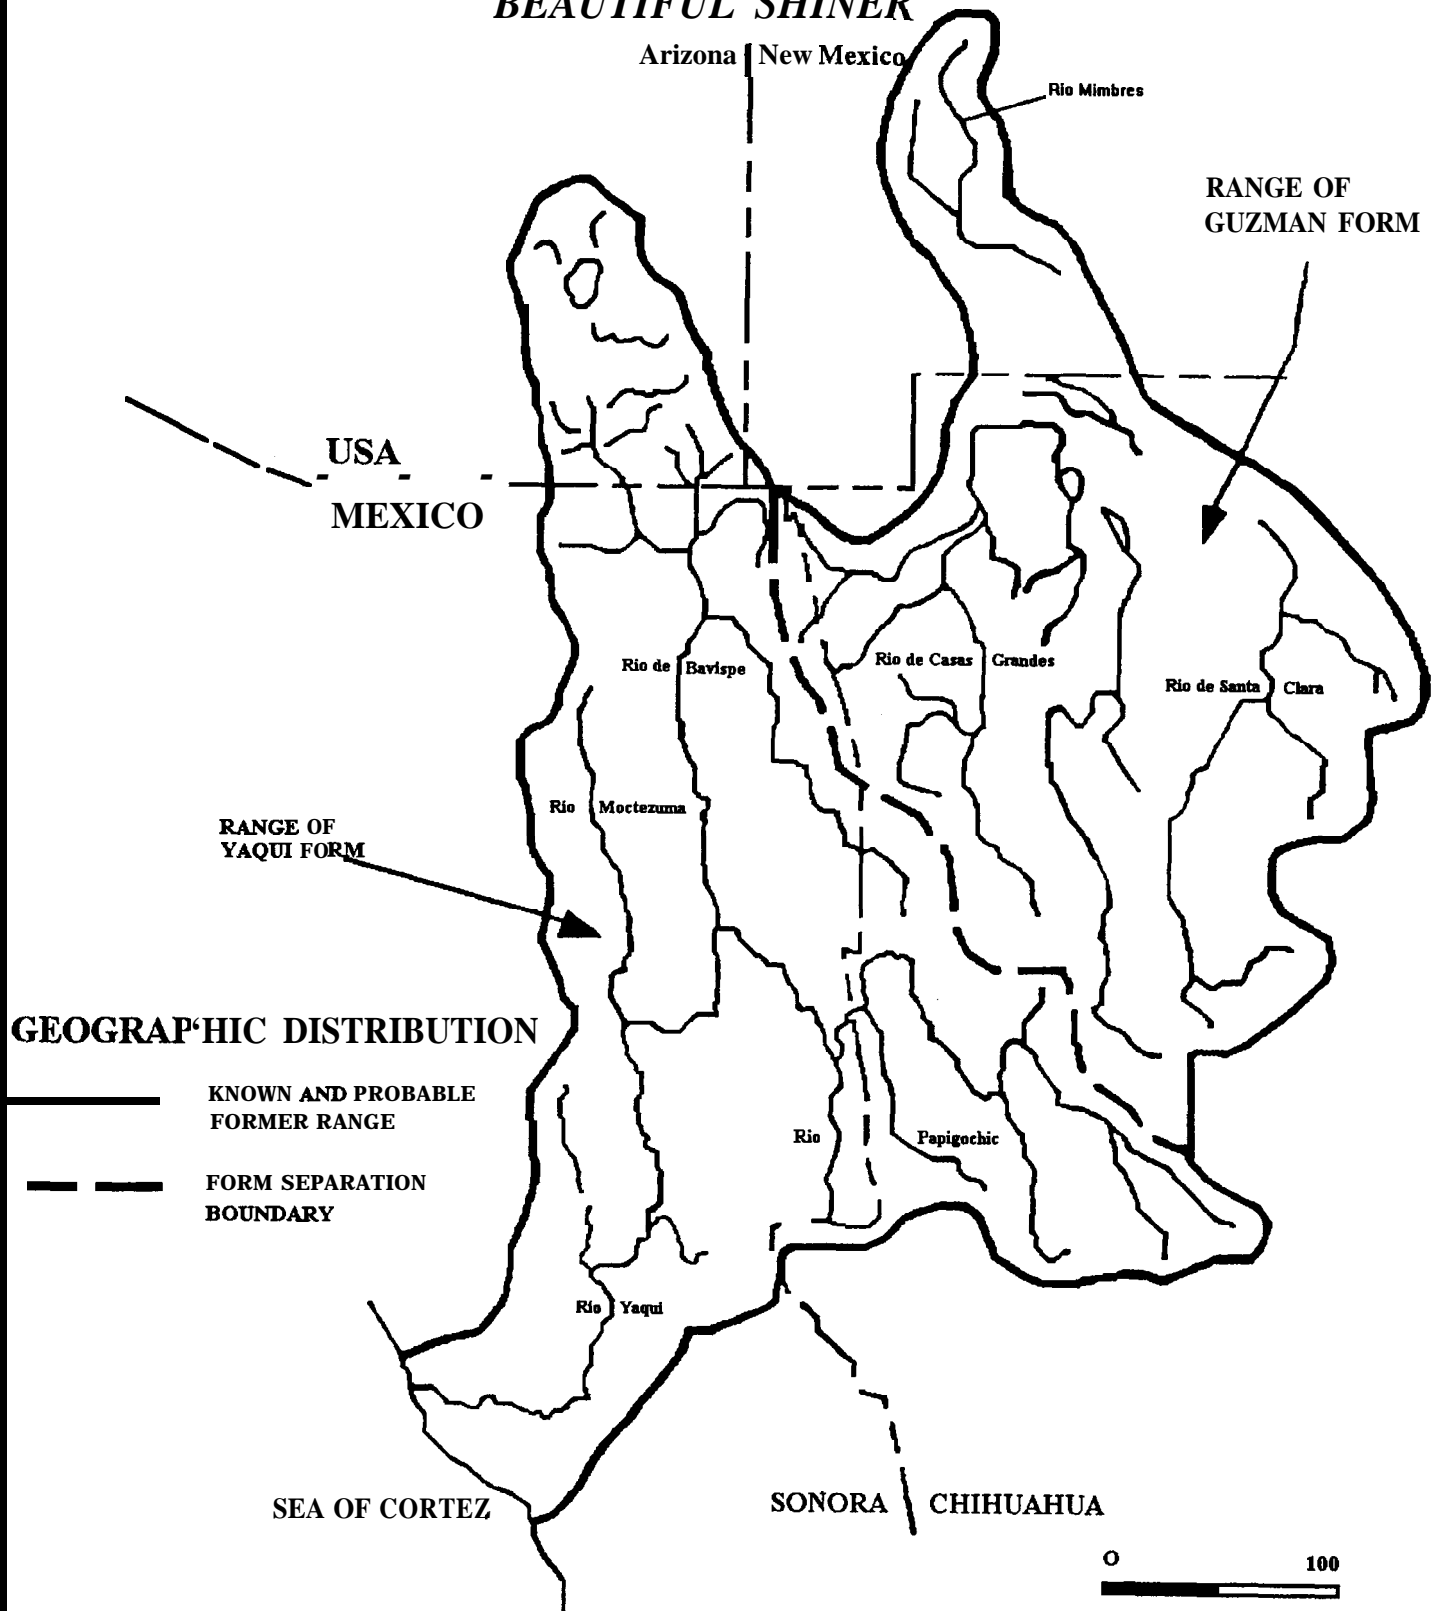 BEAUTIFUL SHINER
Arizona New Mexico
Rio Mimbres
RANGE OF
GUZMAN FORM
USA
MEXICO
Rio de Bavispe
Rio de Casas Grandes
Rio de Santa Clara
Rio Moctezuma
RANGE OF
YAQUI FORM
GEOGRAP'HIC DISTRIBUTION
KNOWN AND PROBABLE
FORMER RANGE
Rio Papigochic
FORM SEPARATION
BOUNDARY
Rio Yaqui
SEA OF CORTEZ
SONORA CHIHUAHUA
O 100